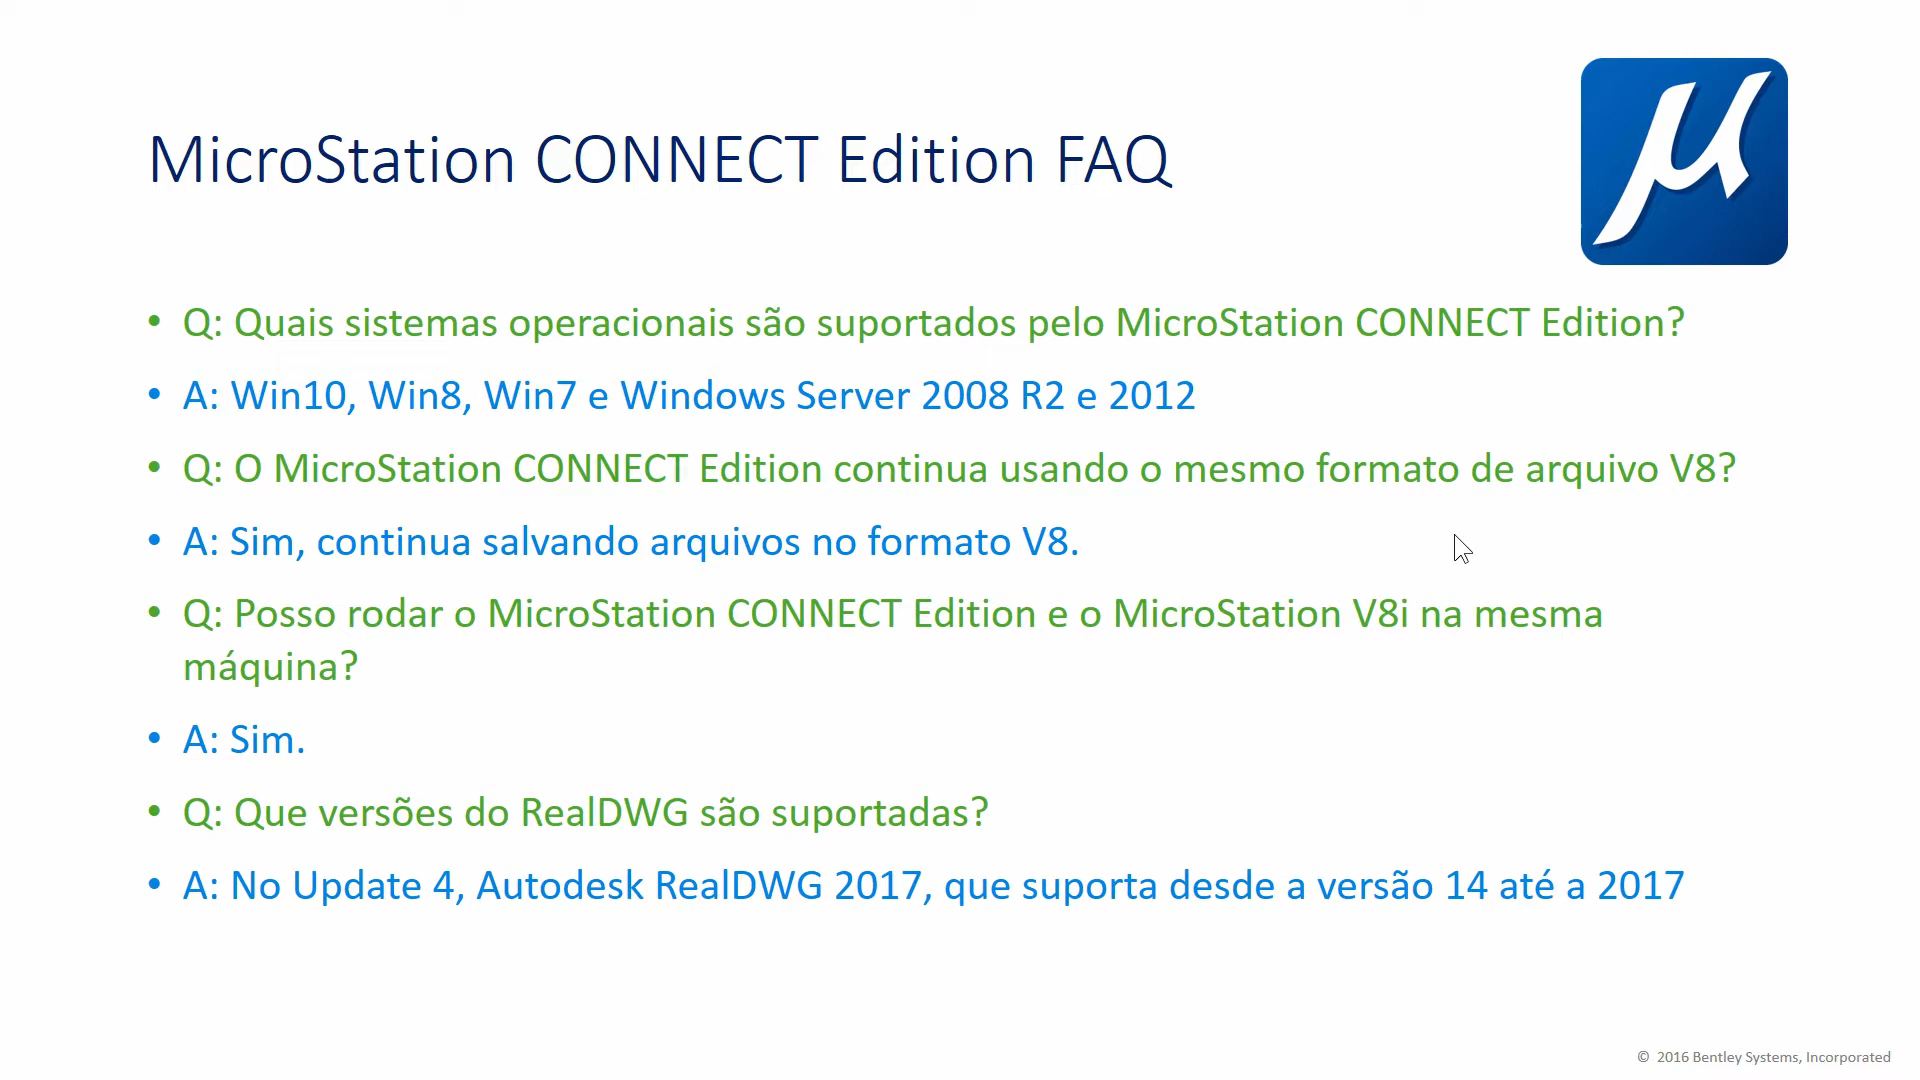 MicroStation CONNECT Edition FAQ
µ
• Q: Quais sistemas operacionais são suportados pelo MicroStation CONNECT Edition?
• A: Win10, Win8, Win7 e Windows Server 2008 R2 e 2012
• Q: O MicroStation CONNECT Edition continua usando o mesmo formato de arquivo V8?
• A: Sim, continua salvando arquivos no formato V8.
• Q: Posso rodar o MicroStation CONNECT Edition e o MicroStation V8i na mesma
máquina?
• A: Sim.
• Q: Que versões do RealDWG são suportadas?
• A: No Update 4, Autodesk RealDWG 2017, que suporta desde a versão 14 até a 2017
© 2016 Bentley Systems, Incorporated